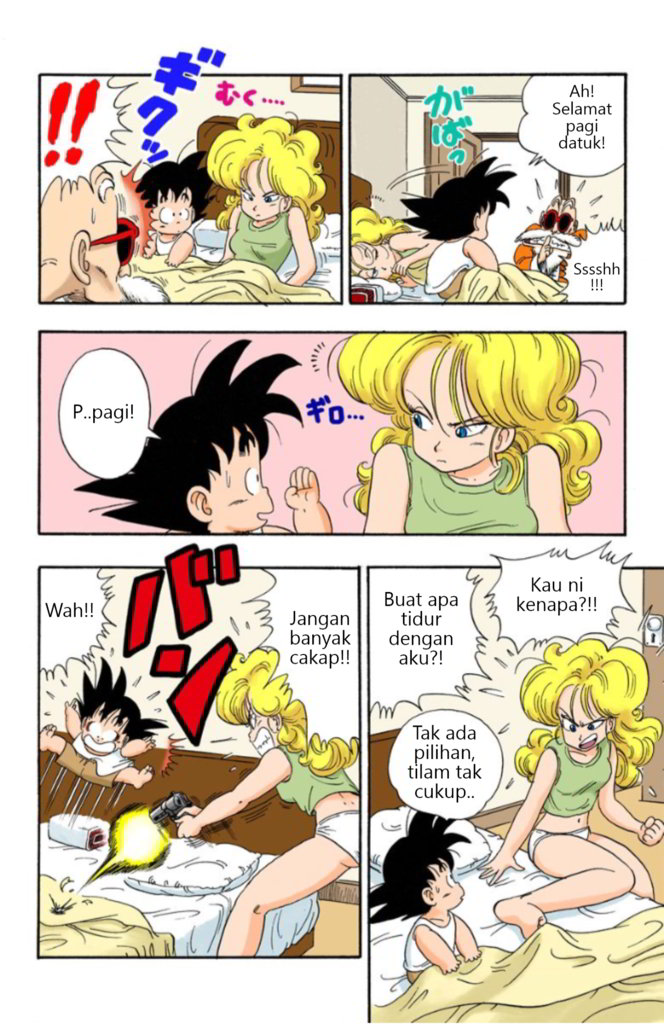 Ah!
Selamat
pagi
datuk!
がばっ
Sssshh
!!!
むく....
ギクッ
!!
ギロ...
P..pagi!
Kau ni
kenapa?!!
Buat apa
tidur
dengan
aku?!
Tak ada
pilihan,
tilam tak
cukup..
Jangan
banyak
cakap!!
バン
Wah!!